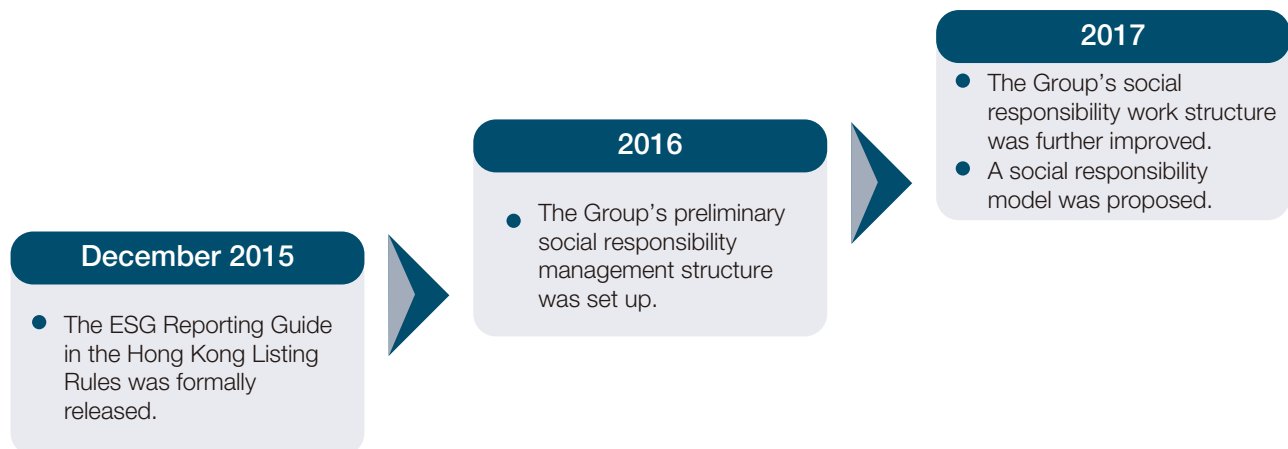 December 2015
● The ESG Reporting Guide
in the Hong Kong Listing
Rules was formally
released.
2016
● The Group’s preliminary
social responsibility
management structure
was set up.
2017
● The Group’s social
responsibility work structure
was further improved.
● A social responsibility
model was proposed.